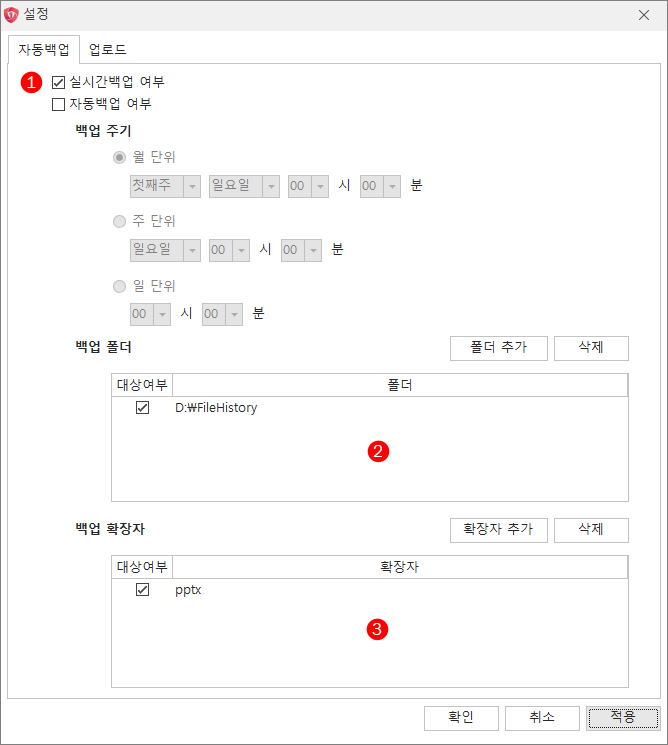 설정
자동백업 업로드
1 실시간백업 여부
자동백업 여부
백업 주기
월 단위
첫째주 일요일 00 시 00 분
주 단위
일요일 00 시 00 분
일 단위
00 시 00 분
백업 폴더 폴더 추가 삭제
대상여부 폴더
D:₩FileHistory
2
백업 확장자 확장자 추가 삭제
대상여부 확장자
pptx
3
확인 취소 적용